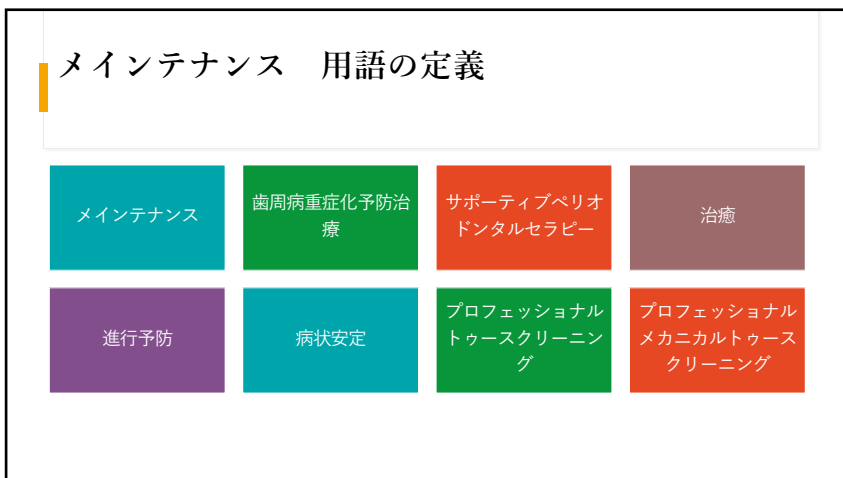 メインテナンス　用語の定義
メインテナンス
歯周病重症化予防治
療
サポーティブペリオ
ドンタルセラピー
治癒
進行予防
病状安定
プロフェッショナル
トゥースクリーニン
グ
プロフェッショナル
メカニカルトゥース
クリーニング